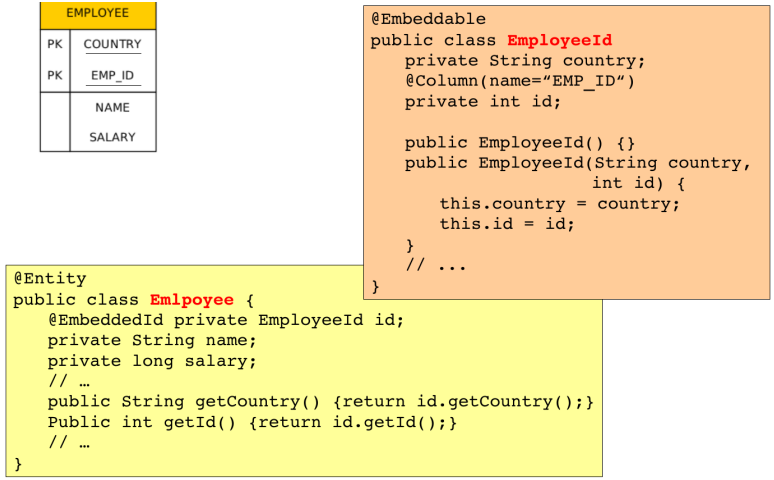 EMPLOYEE
PK COUNTRY
PK EMP_ID
NAME
SALARY
@Embeddable
public class EmployeeId
private String country;
@Column(name=“EMP_ID“)
private int id;
public EmployeeId() {}
public EmployeeId(String country,
int id) {
this.country = country;
this.id = id;
}
// ...
}
@Entity
public class Emlpoyee {
@EmbeddedId private EmployeeId id;
private String name;
private long salary;
// …
public String getCountry() {return id.getCountry();}
Public int getId() {return id.getId();}
// …
}